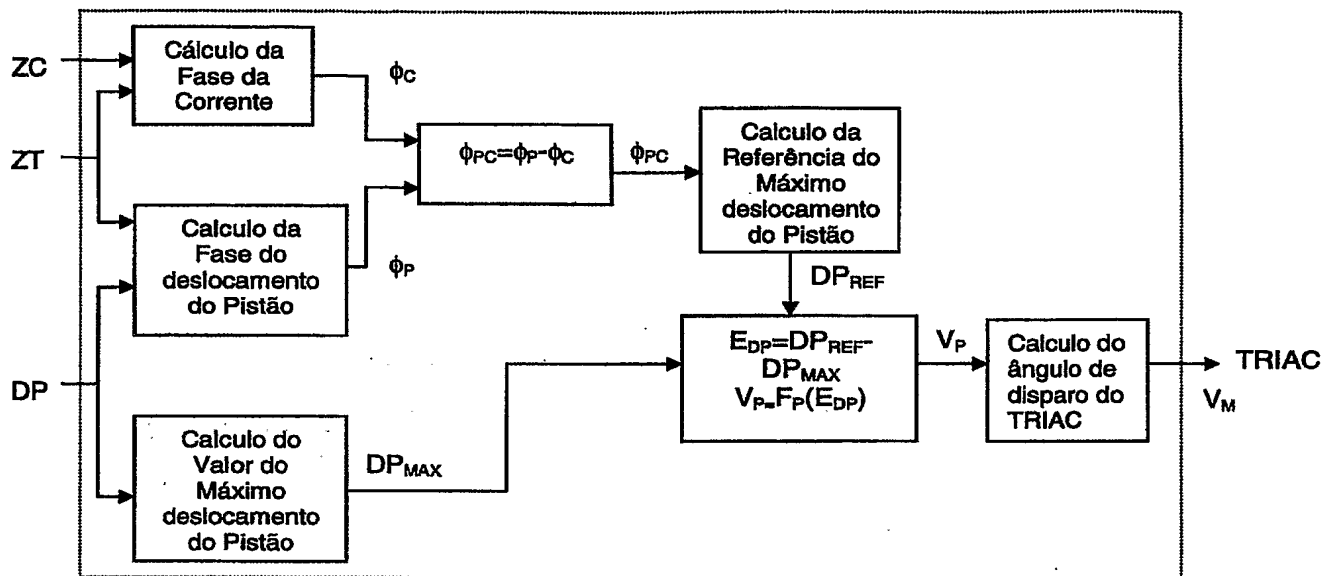 ZC
ZT
DP
Cálculo da
Fase da
Corrente
ϕC
Calculo da
Fase do
deslocamento
do Pistão
ϕP
ϕPC=ϕP-ϕC
ϕPC
Calculo da
Referência do
Máximo
deslocamento
do Pistão
DPREF
Calculo do
Valor do
Máximo
deslocamento
do Pistão
DPMAX
EDP=DPREF-
DPMAX
VP=FP(EDP)
VP
Calculo do
ângulo de
disparo do
TRIAC
TRIAC
VM